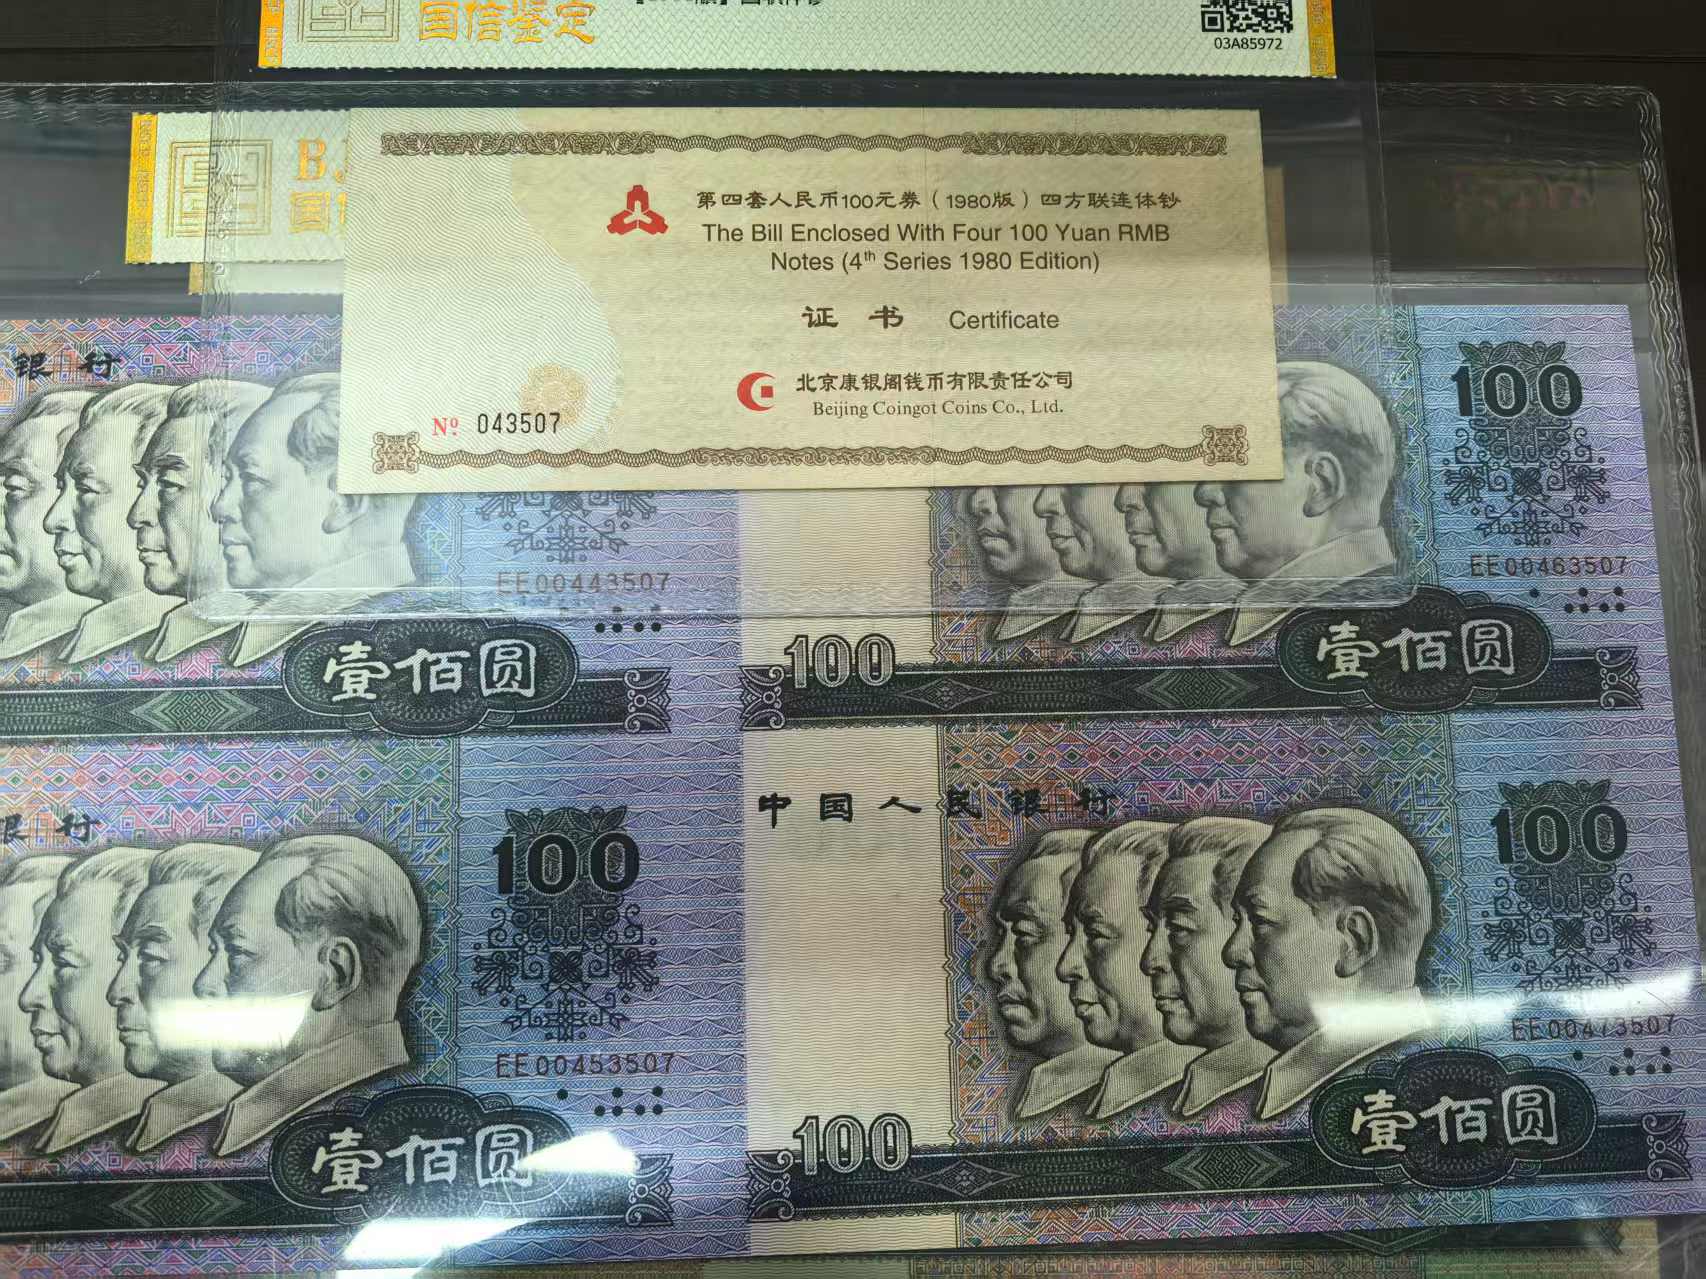 国信鉴定
03A85972
第四套人民币100元券（1980版）四方联连体钞
The Bill Enclosed With Four 100 Yuan RMB
Notes (4th Series 1980 Edition)
证书 Certificate
北京康银阁钱币有限责任公司
Beijing Coingot Coins Co., Ltd.
Nº. 043507
银行
100
EE00443507
EE00463507
壹佰圆
100
壹佰圆
银行
100
中国人民银行
100
EE00453507
EE00473507
壹佰圆
100
壹佰圆